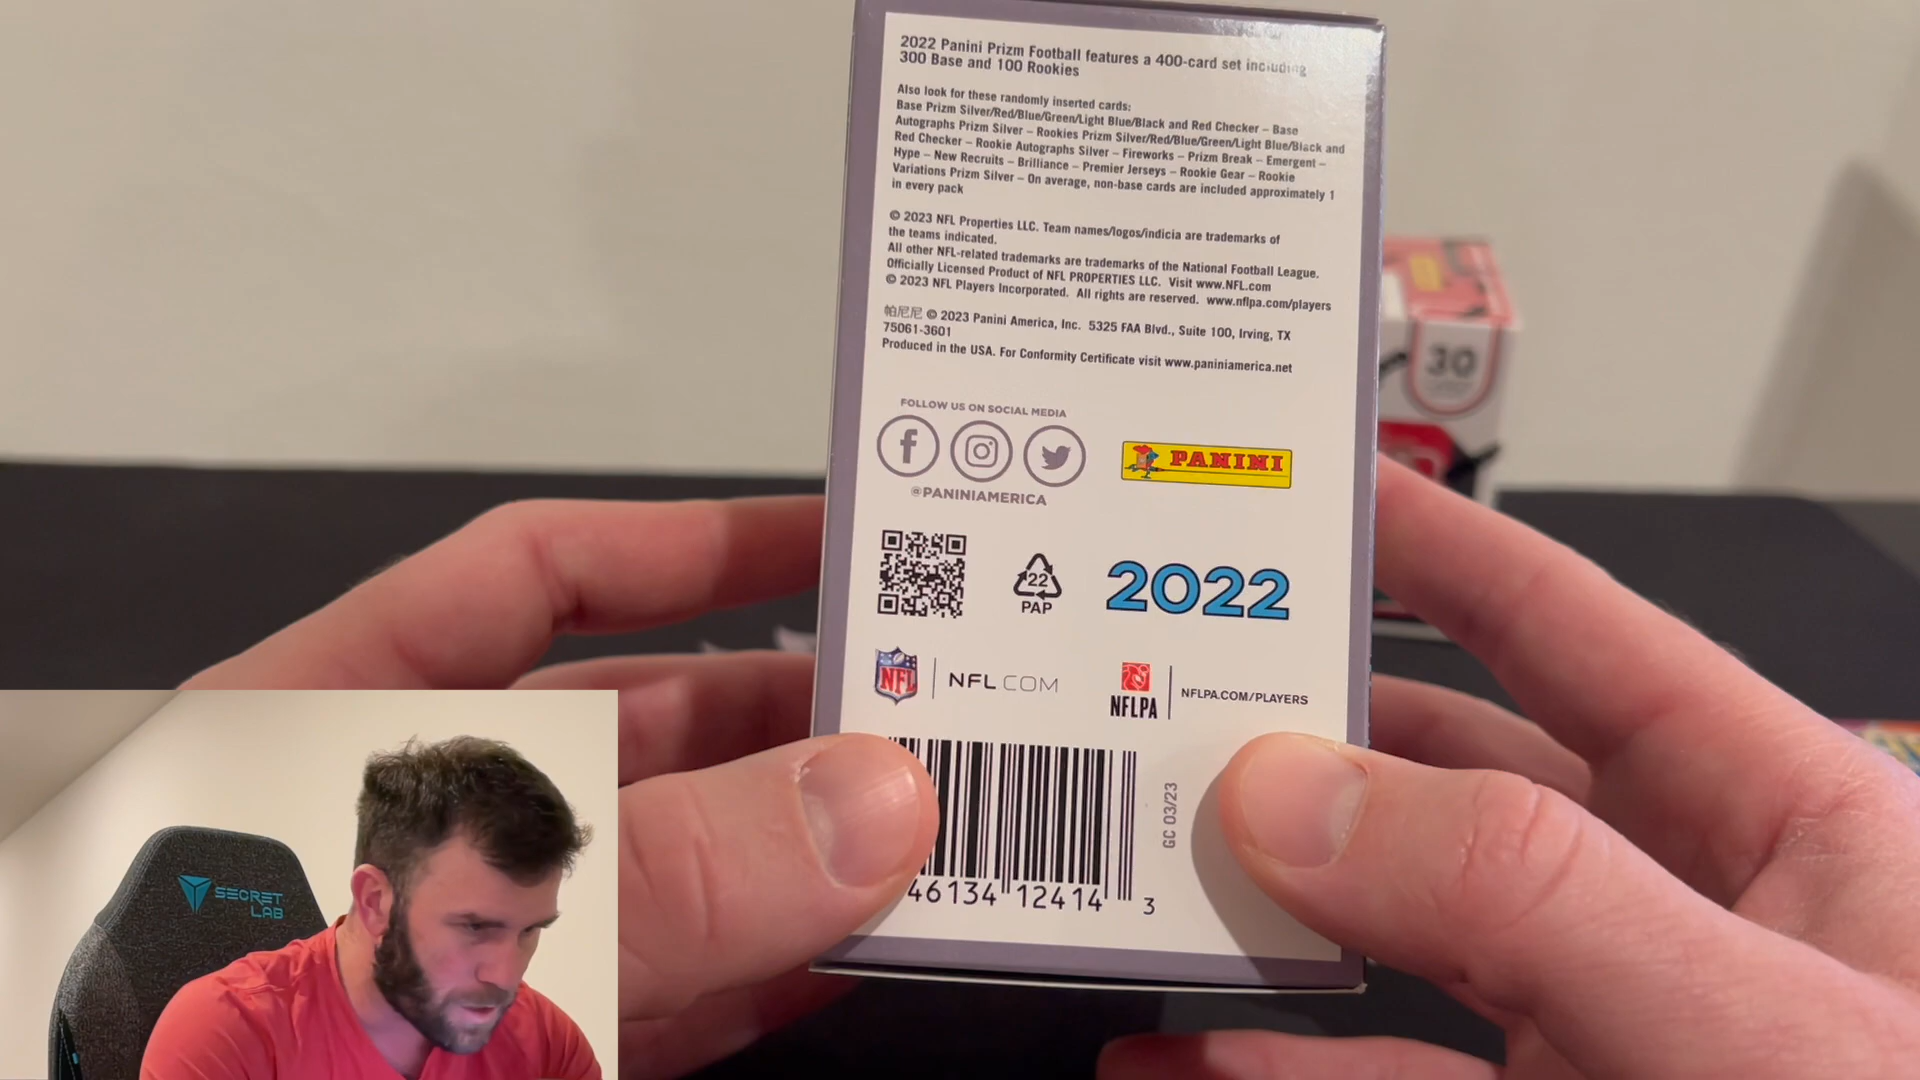 2022 Panini Prizm Football features a 400-card set including
300 Base and 100 Rookies
Also look for these randomly inserted cards:
Base Prizm Silver/Red/Blue/Green/Light Blue/Black and Red Checker – Base
Autographs Prizm Silver – Rookies Prizm Silver/Red/Blue/Green/Light Blue/Black and
Red Checker – Rookie Autographs Silver – Fireworks – Prizm Break – Emergent –
Hype – New Recruits – Brilliance – Premier Jerseys – Rookie Gear – Rookie
Variations Prizm Silver – On average, non-base cards are included approximately 1
in every pack
© 2023 NFL Properties LLC. Team names/logos/indicia are trademarks of
the teams indicated.
All other NFL-related trademarks are trademarks of the National Football League.
Officially Licensed Product of NFL PROPERTIES LLC. Visit www.NFL.com
© 2023 NFL Players Incorporated. All rights are reserved. www.nflpa.com/players
帕尼尼 © 2023 Panini America, Inc. 5325 FAA Blvd., Suite 100, Irving, TX
75061-3601
Produced in the USA. For Conformity Certificate visit www.paniniamerica.net
FOLLOW US ON SOCIAL MEDIA
@PANINIAMERICA
PANINI
22
PAP
2022
NFL
NFL.COM
NFLPA
NFLPA.COM/PLAYERS
GC 03/23
46134 12414 3
30
SECRET
LAB